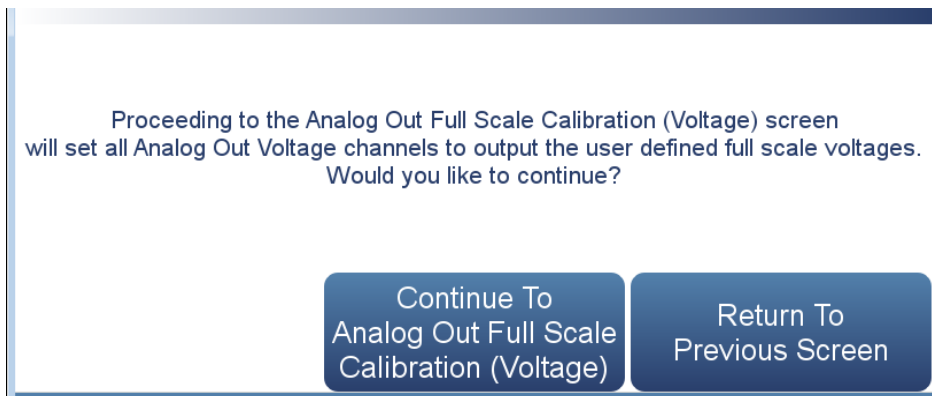 Proceeding to the Analog Out Full Scale Calibration (Voltage) screen
will set all Analog Out Voltage channels to output the user defined full scale voltages.
Would you like to continue?
Continue To
Analog Out Full Scale
Calibration (Voltage)
Return To
Previous Screen